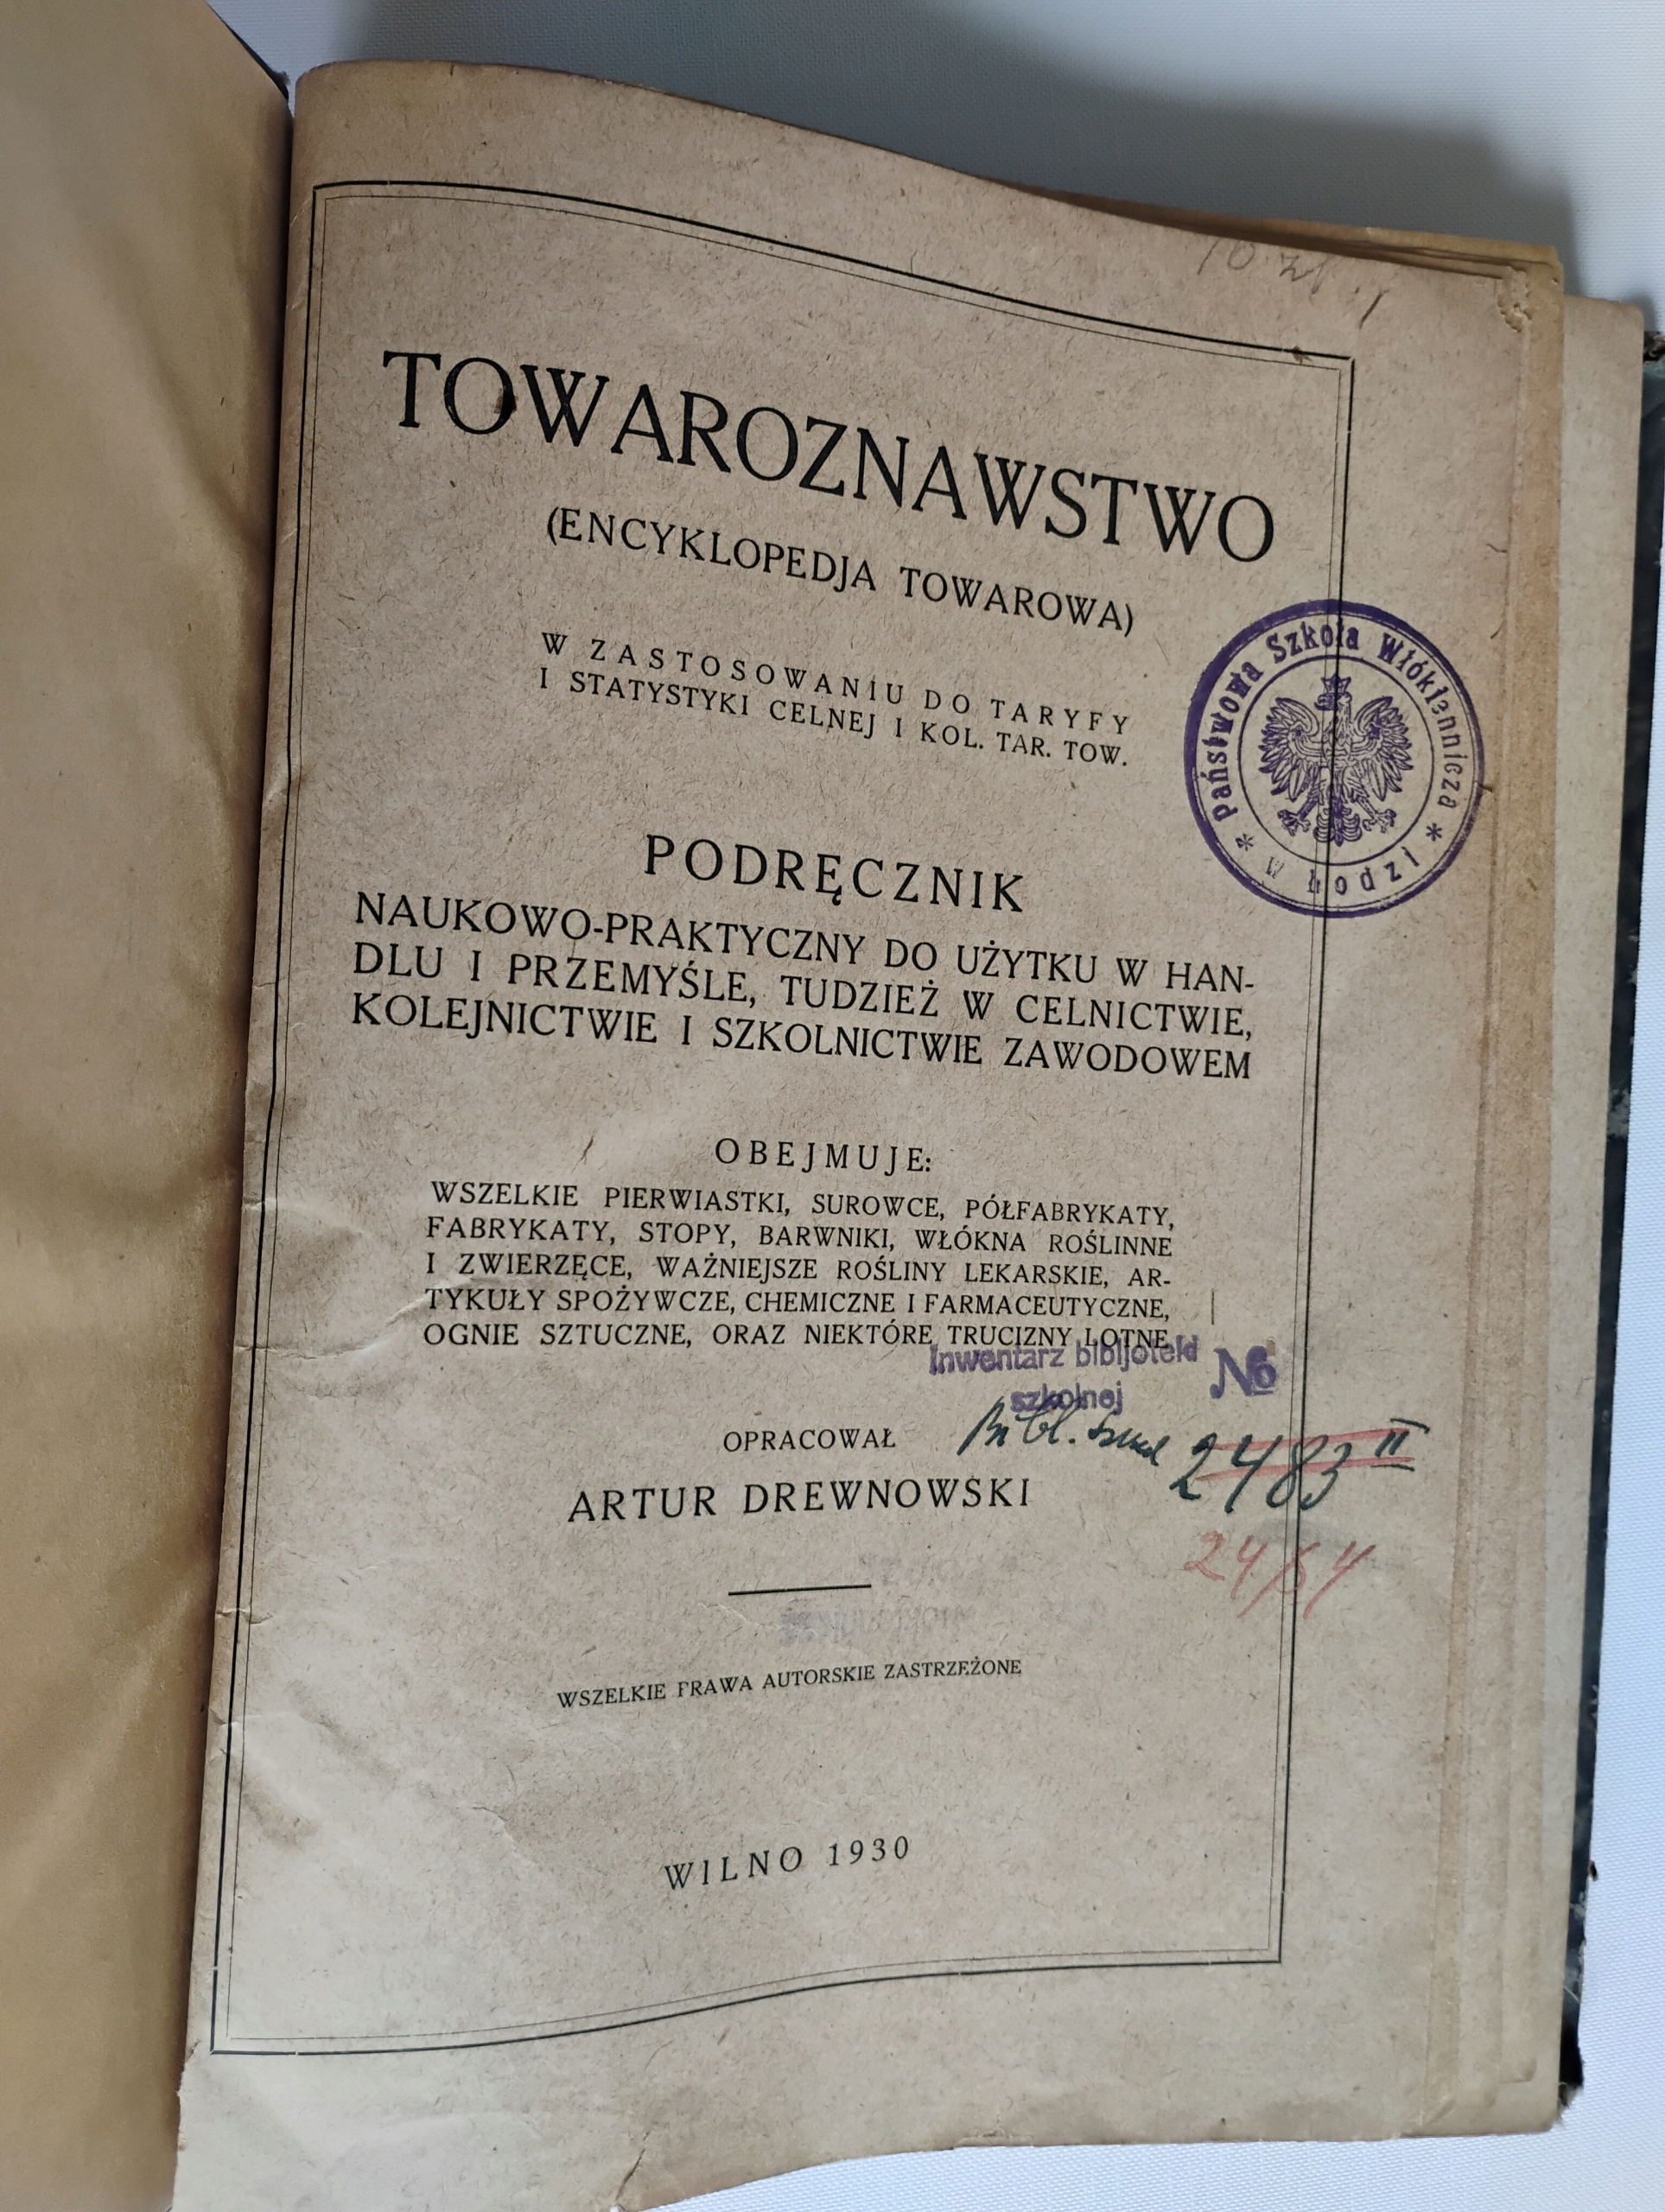 10 zł
TOWAROZNAWSTWO
(ENCYKLOPEDJA TOWAROWA)
W ZASTOSOWANIU DO TARYFY
I STATYSTYKI CELNEJ I KOL. TAR. TOW.
Państwowa Szkoła Włókiennicza * w Łodzi *
PODRĘCZNIK
NAUKOWO-PRAKTYCZNY DO UŻYTKU W HAN-
DLU I PRZEMYŚLE, TUDZIEŻ W CELNICTWIE,
KOLEJNICTWIE I SZKOLNICTWIE ZAWODOWEM
OBEJMUJE:
WSZELKIE PIERWIASTKI, SUROWCE, PÓŁFABRYKATY,
FABRYKATY, STOPY, BARWNIKI, WŁÓKNA ROŚLINNE
I ZWIERZĘCE, WAŻNIEJSZE ROŚLINY LEKARSKIE, AR-
TYKUŁY SPOŻYWCZE, CHEMICZNE I FARMACEUTYCZNE,
OGNIE SZTUCZNE, ORAZ NIEKTÓRE TRUCIZNY LOTNE
Inwentarz bibljoteki
szkolnej
№
OPRACOWAŁ
Bibl. 2483 II
ARTUR DREWNOWSKI
WSZELKIE PRAWA AUTORSKIE ZASTRZEŻONE
WILNO 1930